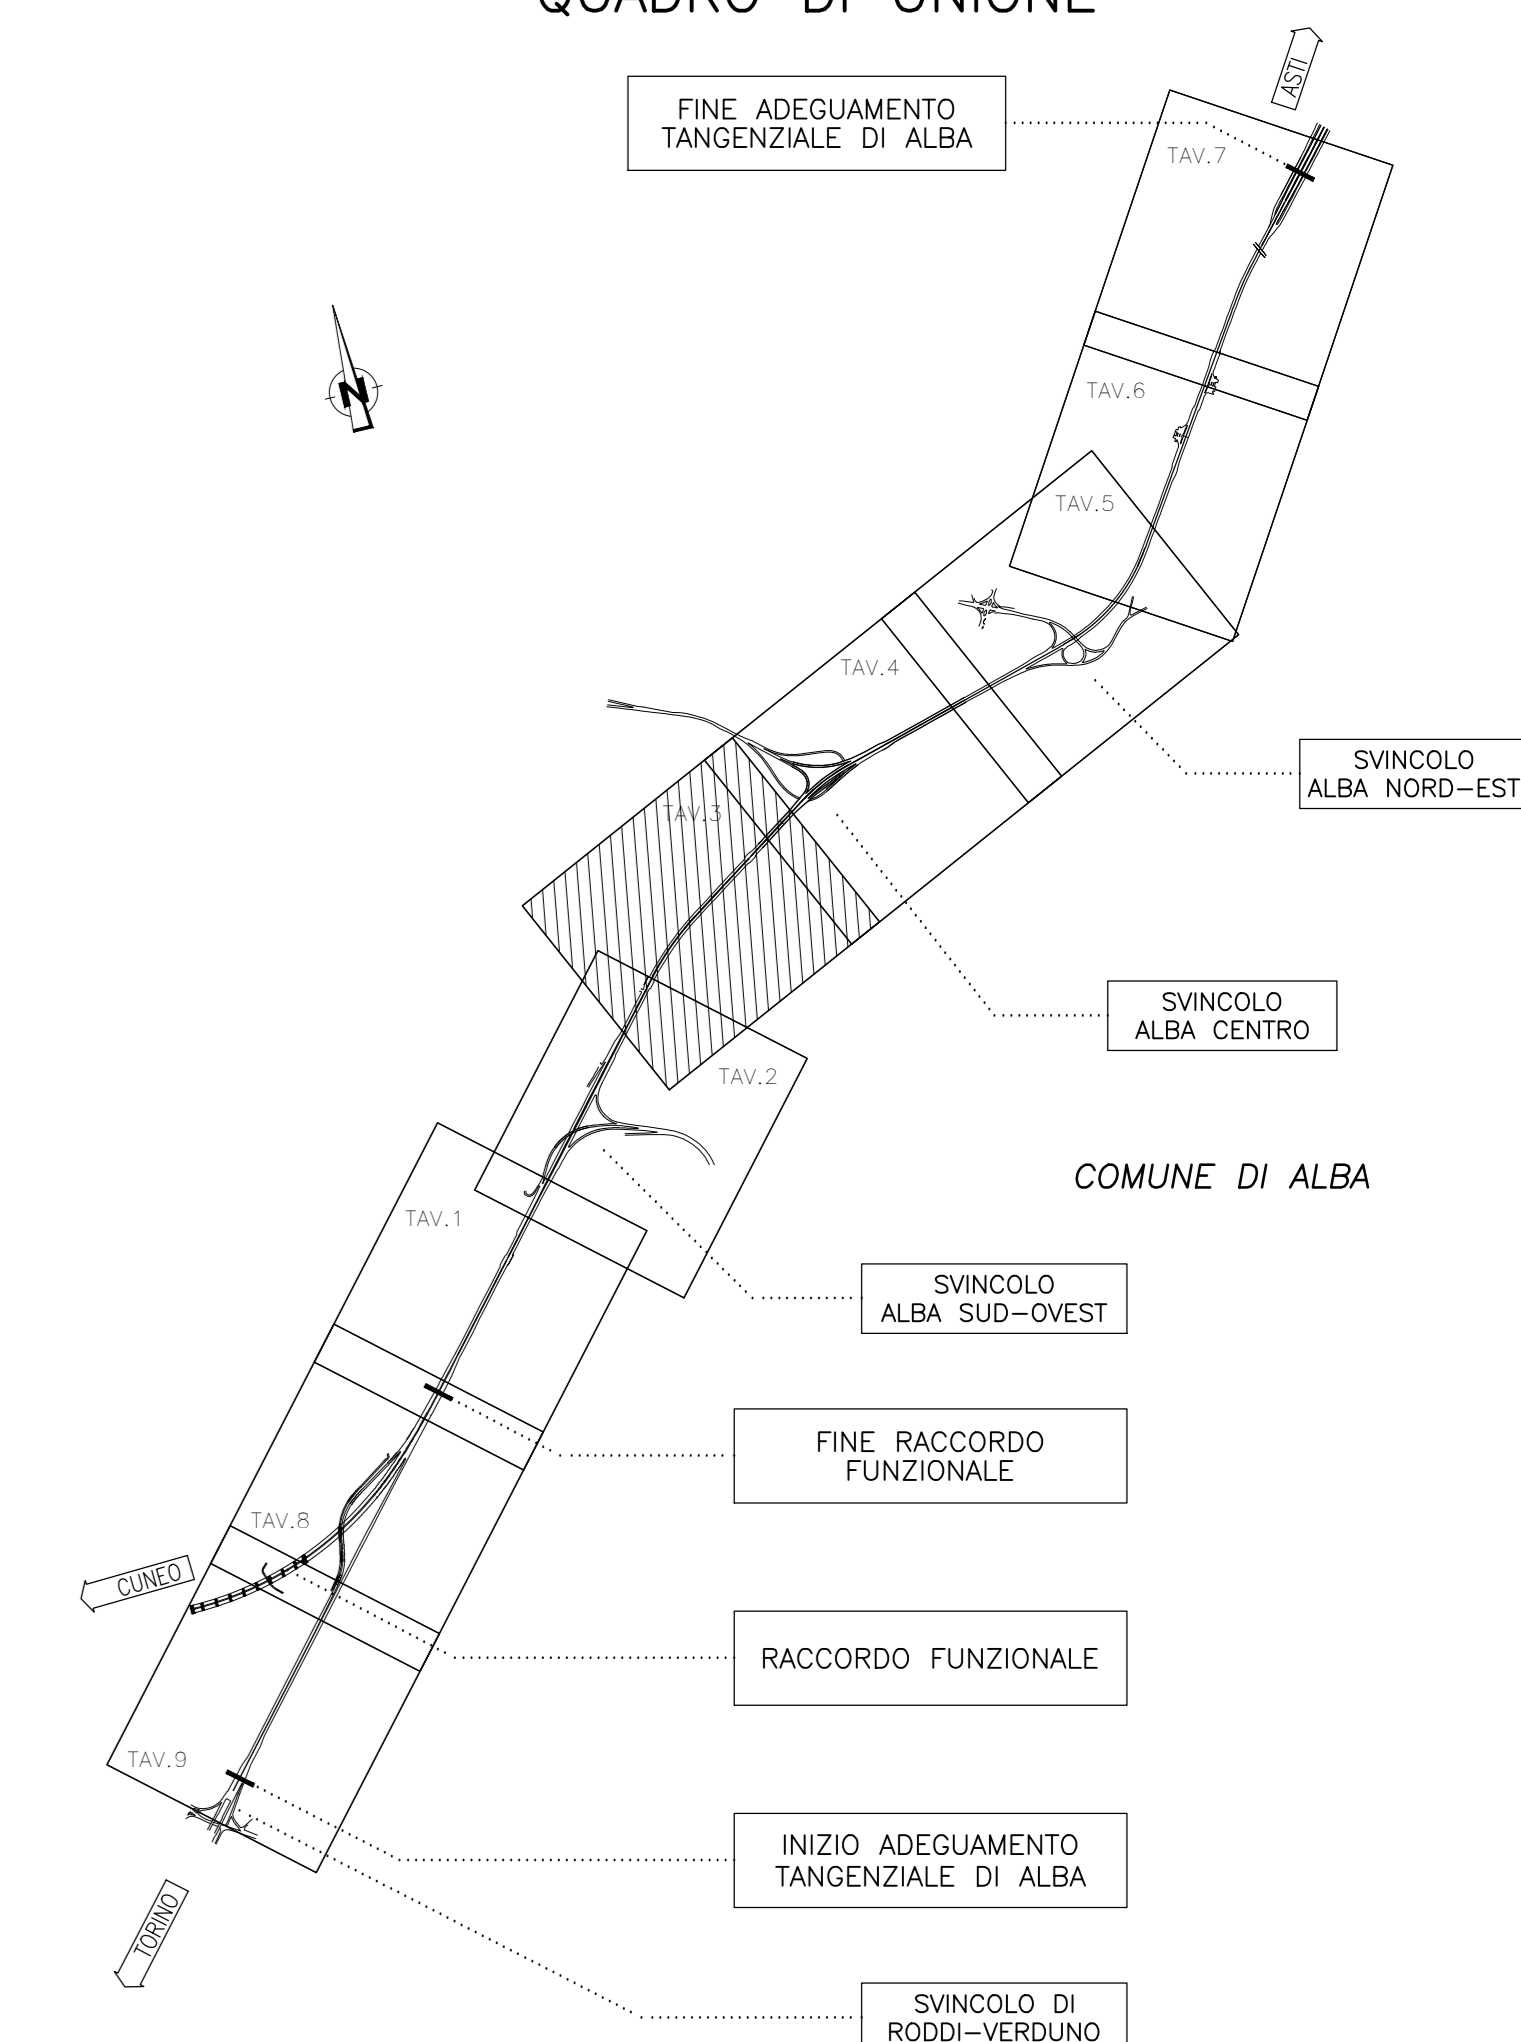 QUADRO DI UNIONE
ASTI
FINE ADEGUAMENTO
TANGENZIALE DI ALBA
TAV.7
N
TAV.6
TAV.5
TAV.4
SVINCOLO
ALBA NORD-EST
TAV.3
SVINCOLO
ALBA CENTRO
TAV.2
COMUNE DI ALBA
TAV.1
SVINCOLO
ALBA SUD-OVEST
FINE RACCORDO
FUNZIONALE
TAV.8
CUNEO
RACCORDO FUNZIONALE
TAV.9
INIZIO ADEGUAMENTO
TANGENZIALE DI ALBA
TORINO
SVINCOLO DI
RODDI-VERDUNO